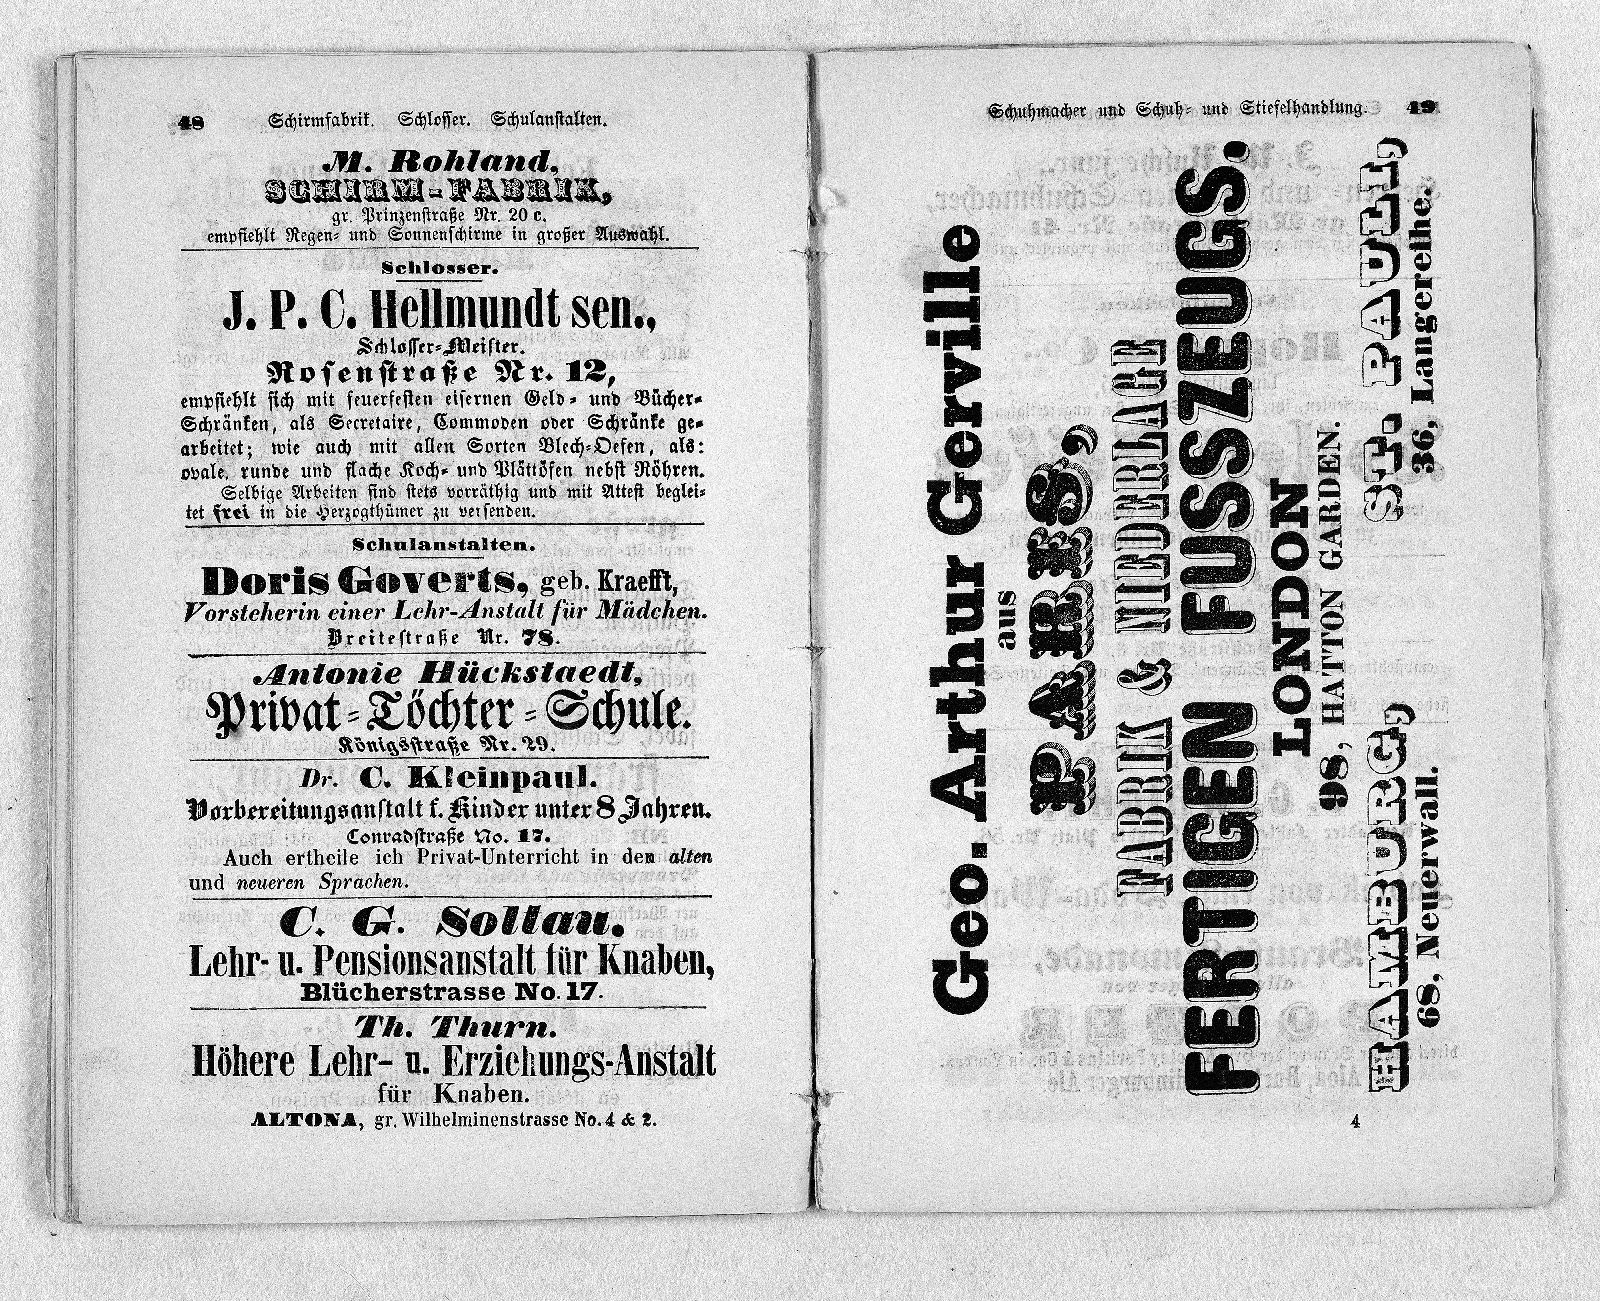 48 Schirmfabrik. Schlosser. Schulanstalten.
M. Rohland,
SCHIRM-FABRIK,
gr. Prinzenstraße Nr. 20 c.
empfiehlt Regen- und Sonnenschirme in großer Auswahl.
Schlosser.
J. P. C. Hellmundt sen.,
Schlosser-Meister.
Rosenstraße Nr. 12,
empfiehlt sich mit feuerfesten eisernen Geld- und Bücher-
Schränken, als Secretaire, Commoden oder Schränke ge-
arbeitet; wie auch mit allen Sorten Blech-Oefen, als:
ovale, runde und flache Koch- und Plättöfen nebst Röhren.
Selbige Arbeiten sind stets vorräthig und mit Attest beglei-
tet frei in die Herzogthümer zu versenden.
Schulanstalten.
Doris Goverts, geb. Kraefft,
Vorsteherin einer Lehr-Anstalt für Mädchen.
Breitestraße Nr. 78.
Antonie Hückstaedt,
Privat-Töchter-Schule.
Königsstraße Nr. 29.
Dr. C. Kleinpaul.
Vorbereitungsanstalt f. Kinder unter 8 Jahren.
Conradstraße No. 17.
Auch ertheile ich Privat-Unterricht in den alten
und neueren Sprachen.
C. G. Soltau.
Lehr- u. Pensionsanstalt für Knaben,
Blücherstrasse No. 17.
Th. Thurn.
Höhere Lehr- u. Erziehungs-Anstalt
für Knaben.
ALTONA, gr. Wilhelminenstrasse No. 4 & 2.
Schuhmacher und Schuh- und Stiefelhandlung. 49
Geo. Arthur Gerville
aus
PARIS,
FABRIK & NIEDERLAGE
FERTIGEN FUSSZEUGS.
LONDON
98, HATTON GARDEN.
HAMBURG, ST. PAULI,
68, Neuerwall. 36, Langereihe.
4